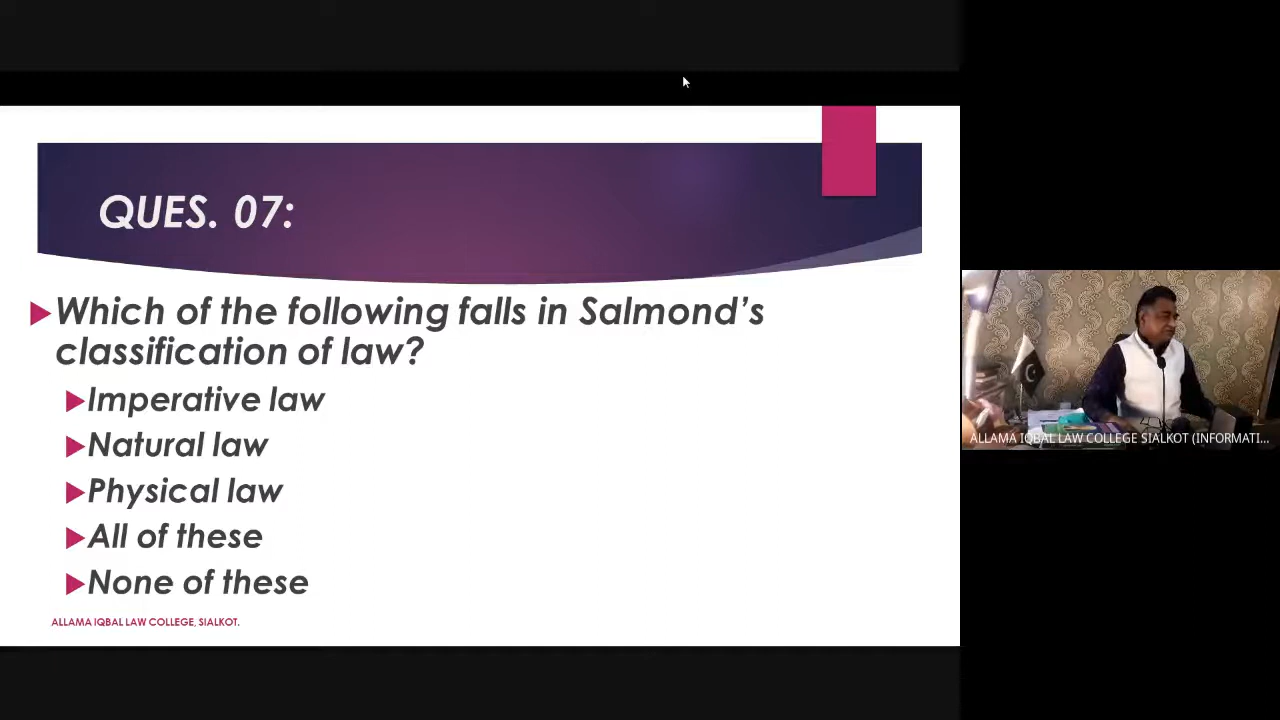 QUES. 07:
Which of the following falls in Salmond’s
classification of law?
Imperative law
Natural law
Physical law
All of these
None of these
ALLAMA IQBAL LAW COLLEGE, SIALKOT.
ALLAMA IQBAL LAW COLLEGE SIALKOT (INFORMATI...